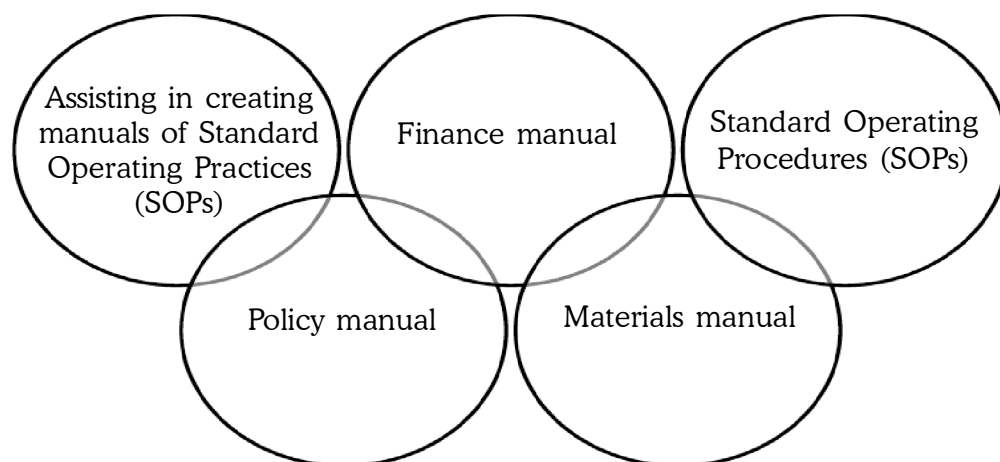 Assisting in creating
manuals of Standard
Operating Practices
(SOPs)
Finance manual
Standard Operating
Procedures (SOPs)
Policy manual
Materials manual